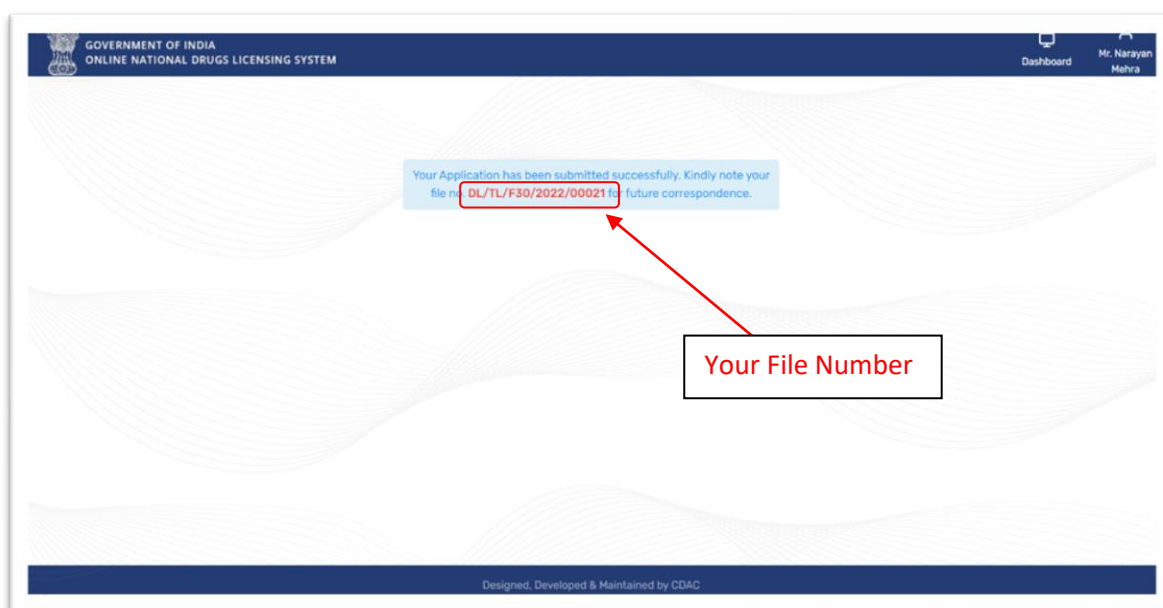 GOVERNMENT OF INDIA
ONLINE NATIONAL DRUGS LICENSING SYSTEM
Dashboard
Mr. Narayan
Mehra
Your Application has been submitted successfully. Kindly note your
file no. DL/TL/F30/2022/00021 for future correspondence.
Your File Number
Designed, Developed & Maintained by CDAC